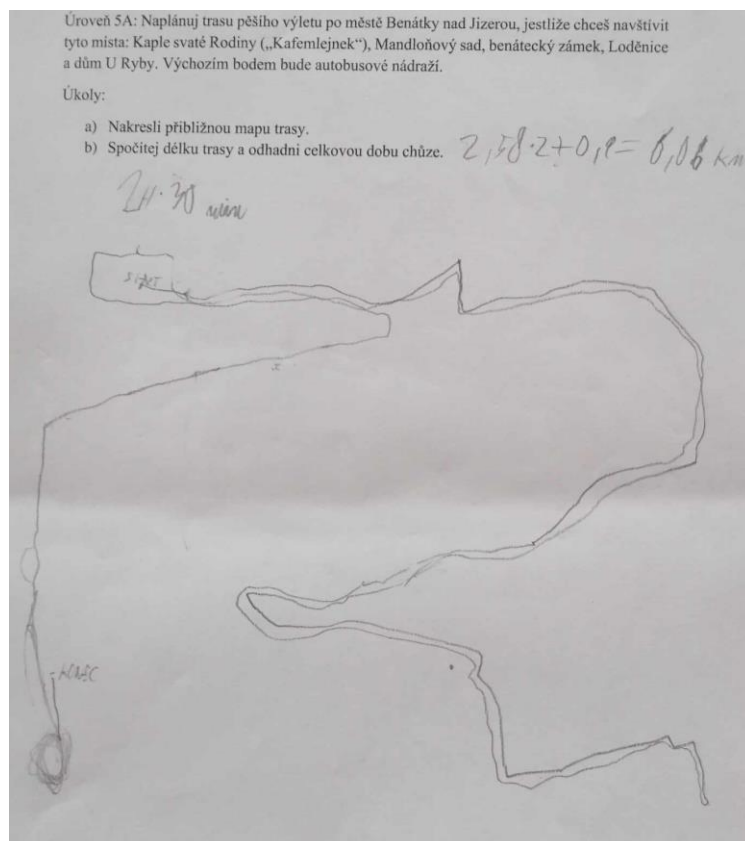 Úroveň 5A: Naplánuj trasu pěšího výletu po městě Benátky nad Jizerou, jestliže chceš navštívit
tyto místa: Kaple svaté Rodiny („Kafemlejnek“), Mandloňový sad, benátecký zámek, Loděnice
a dům U Ryby. Výchozím bodem bude autobusové nádraží.
Úkoly:
a) Nakresli přibližnou mapu trasy.
b) Spočítej délku trasy a odhadni celkovou dobu chůze.
2,58·2+0,9= 6,06 km
2H·30 min
START
KONEC